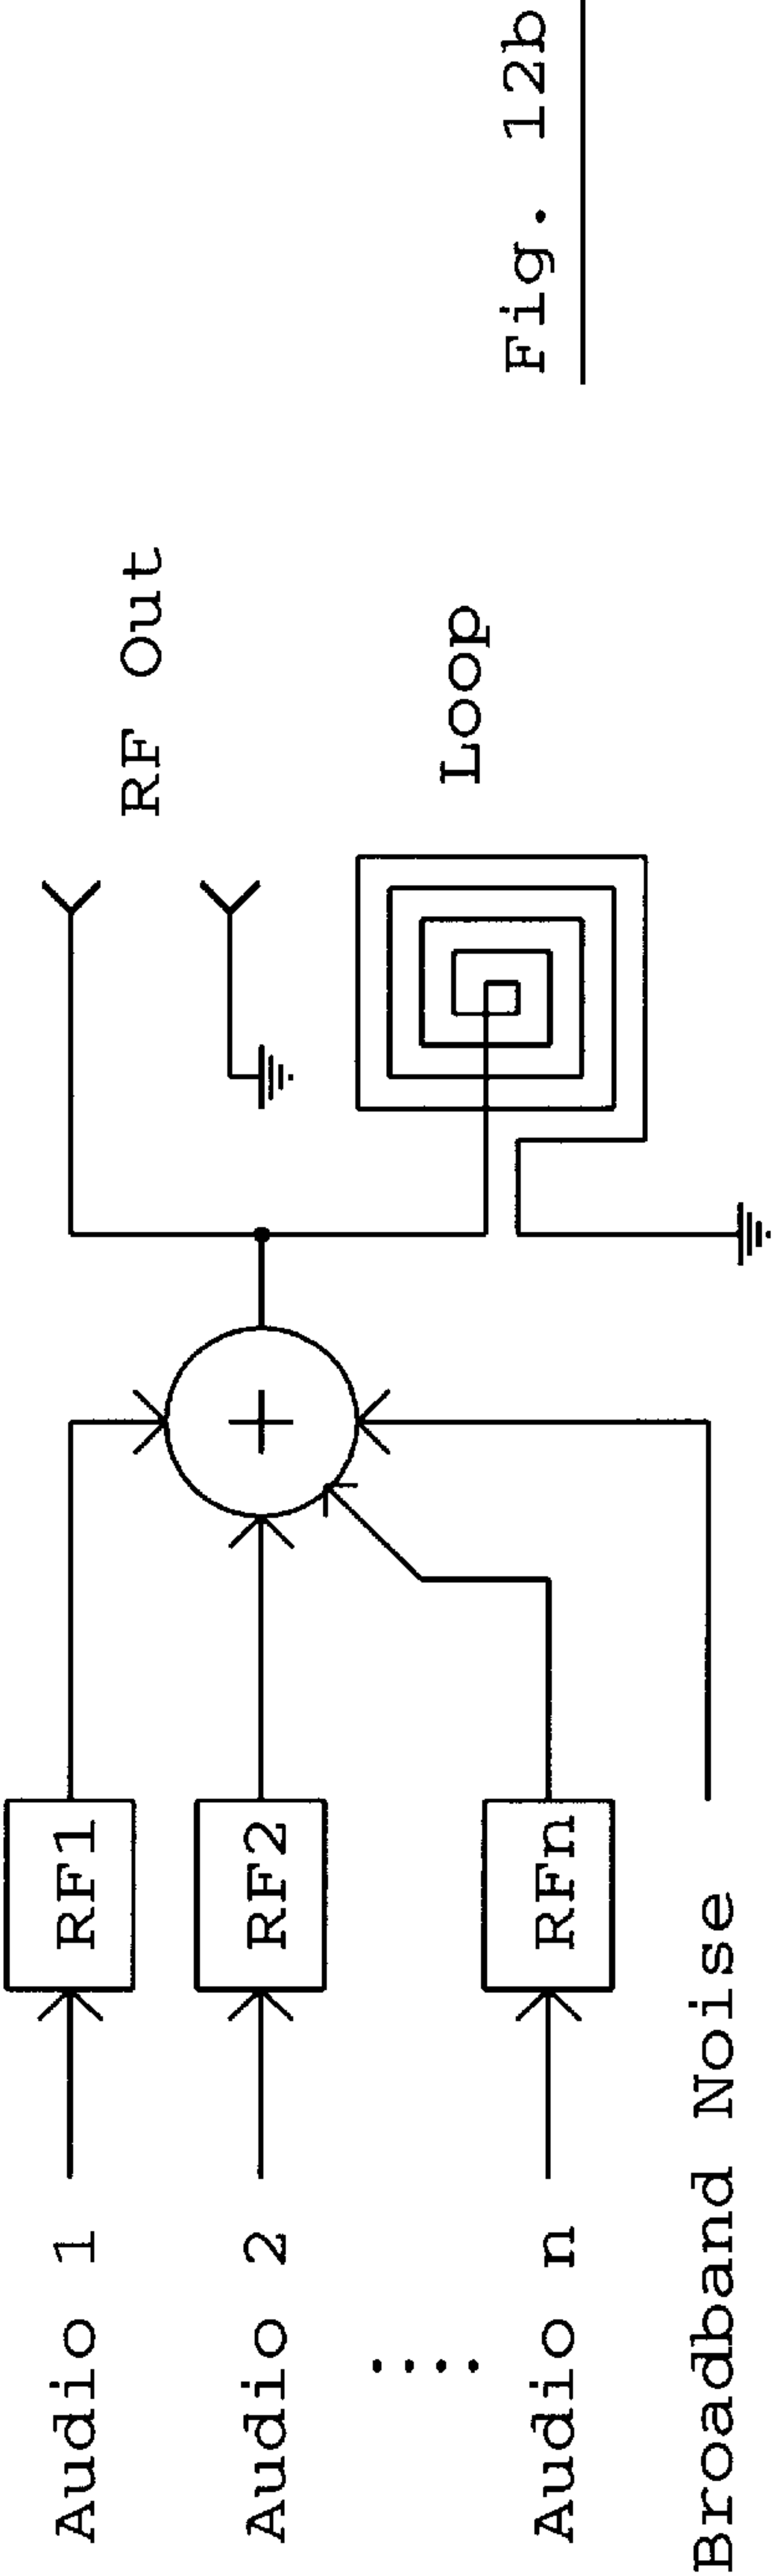 Audio 1
RF1
RF Out
Audio 2
RF2
+
....
Loop
Audio n
RFn
Broadband Noise
Fig. 12b